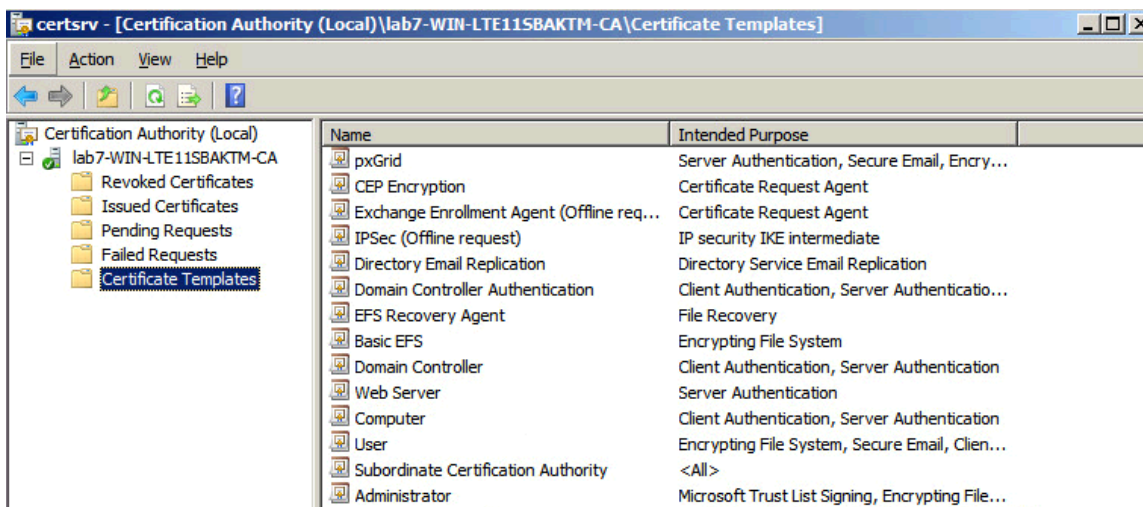 certsrv - [Certification Authority (Local)\lab7-WIN-LTE11SBAKTM-CA\Certificate Templates]
File Action View Help
Certification Authority (Local)
lab7-WIN-LTE11SBAKTM-CA
Revoked Certificates
Issued Certificates
Pending Requests
Failed Requests
Certificate Templates
Name Intended Purpose
pxGrid Server Authentication, Secure Email, Encry...
CEP Encryption Certificate Request Agent
Exchange Enrollment Agent (Offline req... Certificate Request Agent
IPSec (Offline request) IP security IKE intermediate
Directory Email Replication Directory Service Email Replication
Domain Controller Authentication Client Authentication, Server Authenticatio...
EFS Recovery Agent File Recovery
Basic EFS Encrypting File System
Domain Controller Client Authentication, Server Authentication
Web Server Server Authentication
Computer Client Authentication, Server Authentication
User Encrypting File System, Secure Email, Clien...
Subordinate Certification Authority <All>
Administrator Microsoft Trust List Signing, Encrypting File...